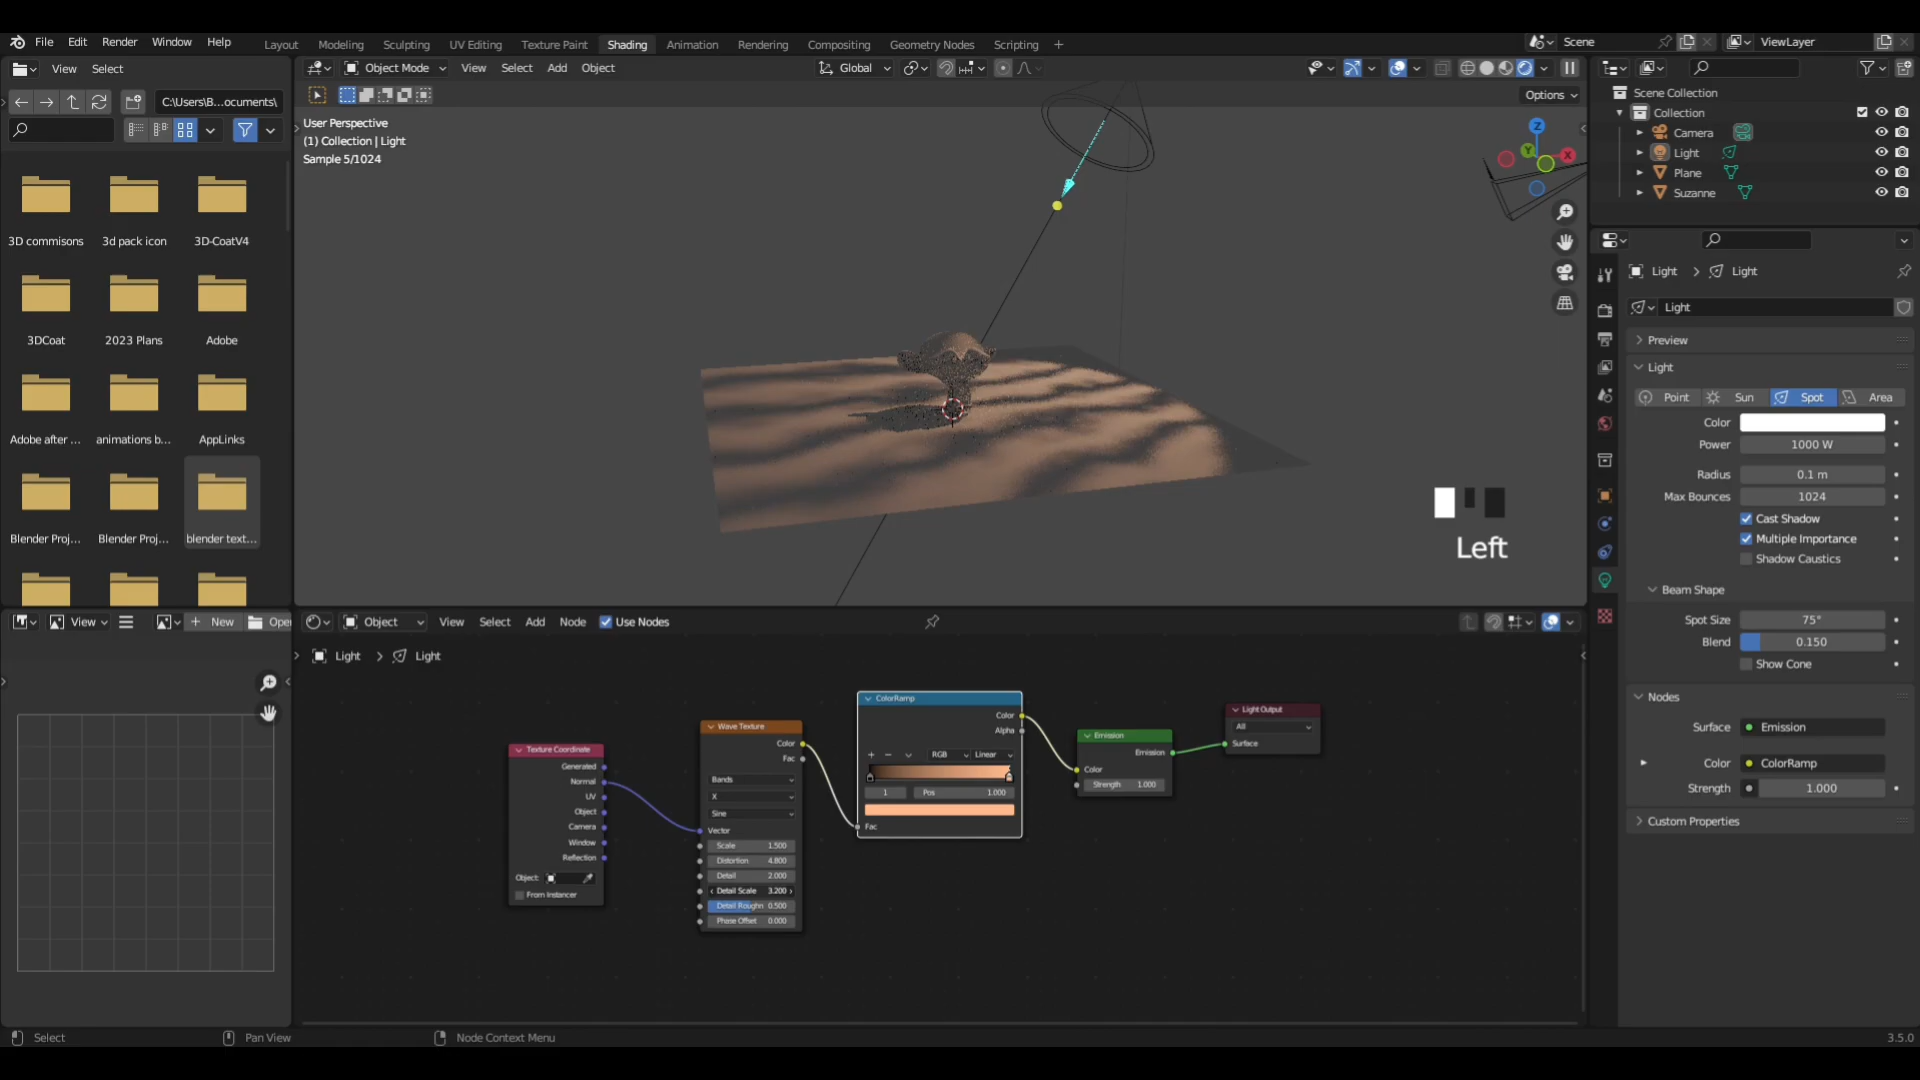 File Edit Render Window Help
Layout Modeling Sculpting UV Editing Texture Paint Shading Animation Rendering Compositing Geometry Nodes Scripting +
Scene
ViewLayer
View Select
Object Mode View Select Add Object
Global
C:\Users\B...ocuments\
Options
User Perspective
(1) Collection | Light
Sample 5/1024
Z
Y
X
3D commisons
3d pack icon
3D-CoatV4
3DCoat
2023 Plans
Adobe
Adobe after ...
animations b...
AppLinks
Blender Proj...
Blender Proj...
blender text...
Left
Scene Collection
Collection
Camera
Light
Plane
Suzanne
Light > Light
Light
Preview
Light
Point Sun Spot Area
Color
Power 1000 W
Radius 0.1 m
Max Bounces 1024
Cast Shadow
Multiple Importance
Shadow Caustics
Beam Shape
Spot Size 75°
Blend 0.150
Show Cone
Nodes
Surface Emission
Color ColorRamp
Strength 1.000
Custom Properties
View
+ New
Oper
Object View Select Add Node Use Nodes
Light > Light
Texture Coordinate
Generated
Normal
UV
Object
Camera
Window
Reflection
Object:
From Instancer
Wave Texture
Color
Fac
Bands
X
Sine
Vector
Scale 1.500
Distortion 4.800
Detail 2.000
Detail Scale 3.200
Detail Roughn 0.500
Phase Offset 0.000
ColorRamp
Color
Alpha
+ − RGB Linear
1 Pos 1.000
Fac
Emission
Emission
Color
Strength 1.000
Light Output
All
Surface
Select
Pan View
Node Context Menu
3.5.0